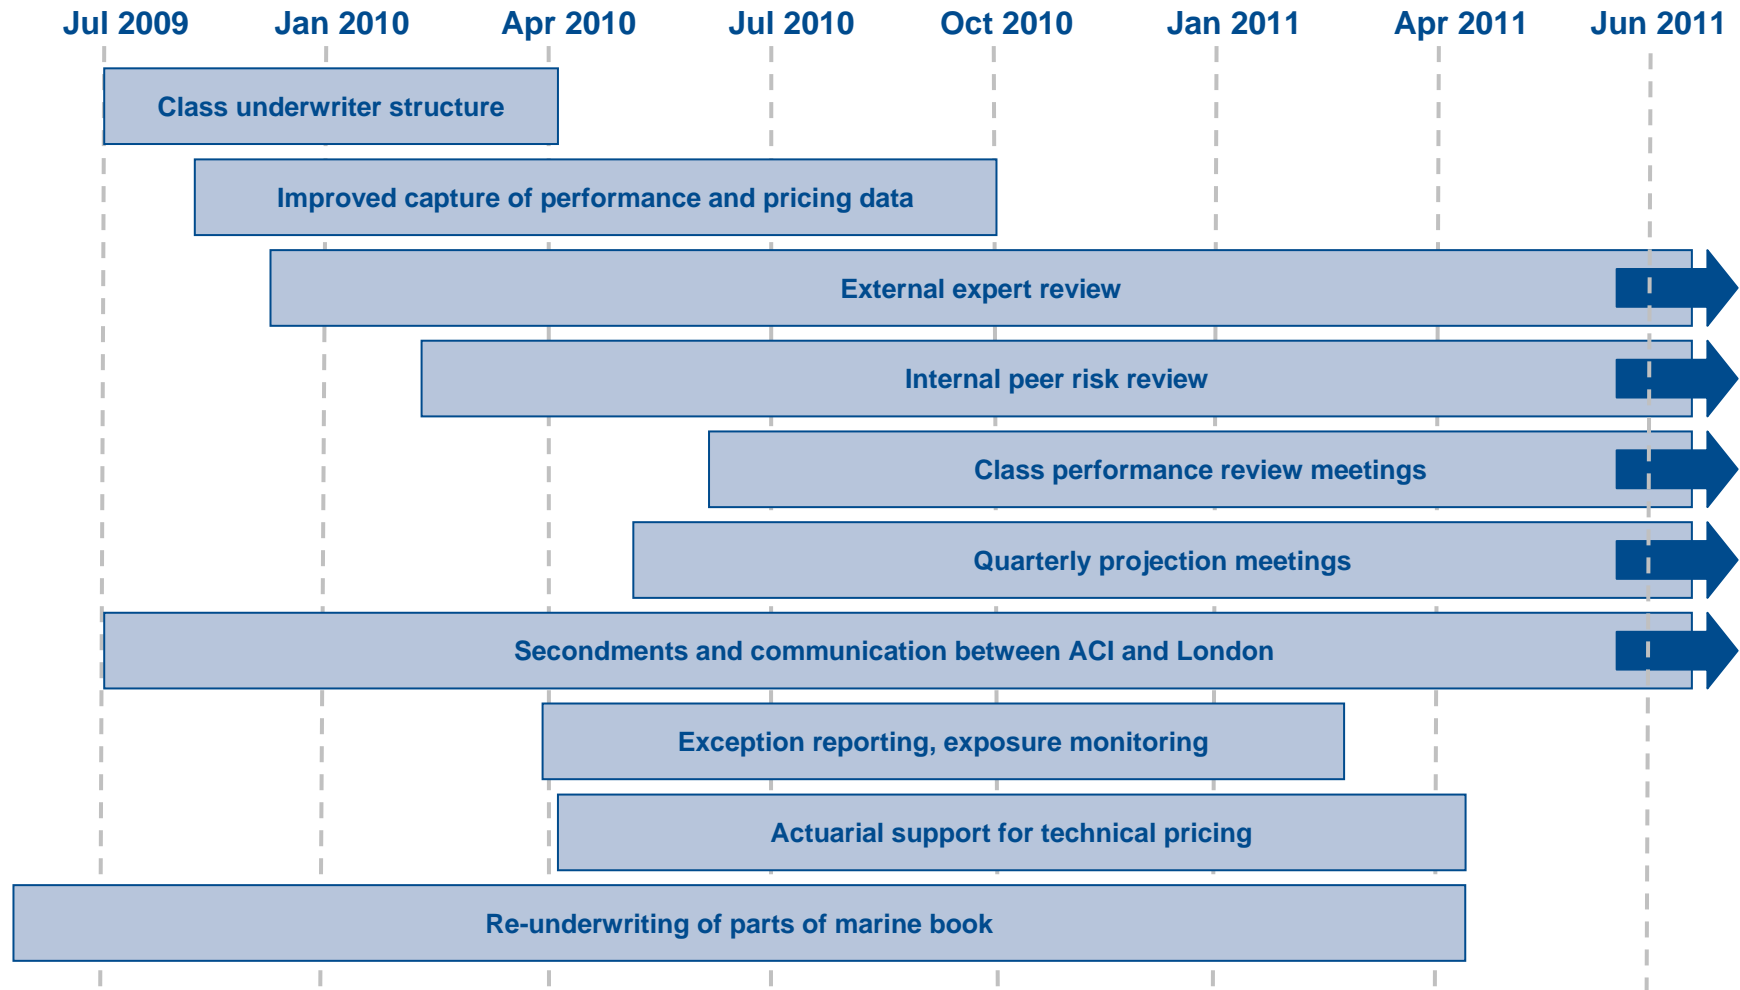 Jul 2009 Jan 2010 Apr 2010 Jul 2010 Oct 2010 Jan 2011 Apr 2011 Jun 2011
Class underwriter structure
Improved capture of performance and pricing data
External expert review
Internal peer risk review
Class performance review meetings
Quarterly projection meetings
Secondments and communication between ACI and London
Exception reporting, exposure monitoring
Actuarial support for technical pricing
Re-underwriting of parts of marine book